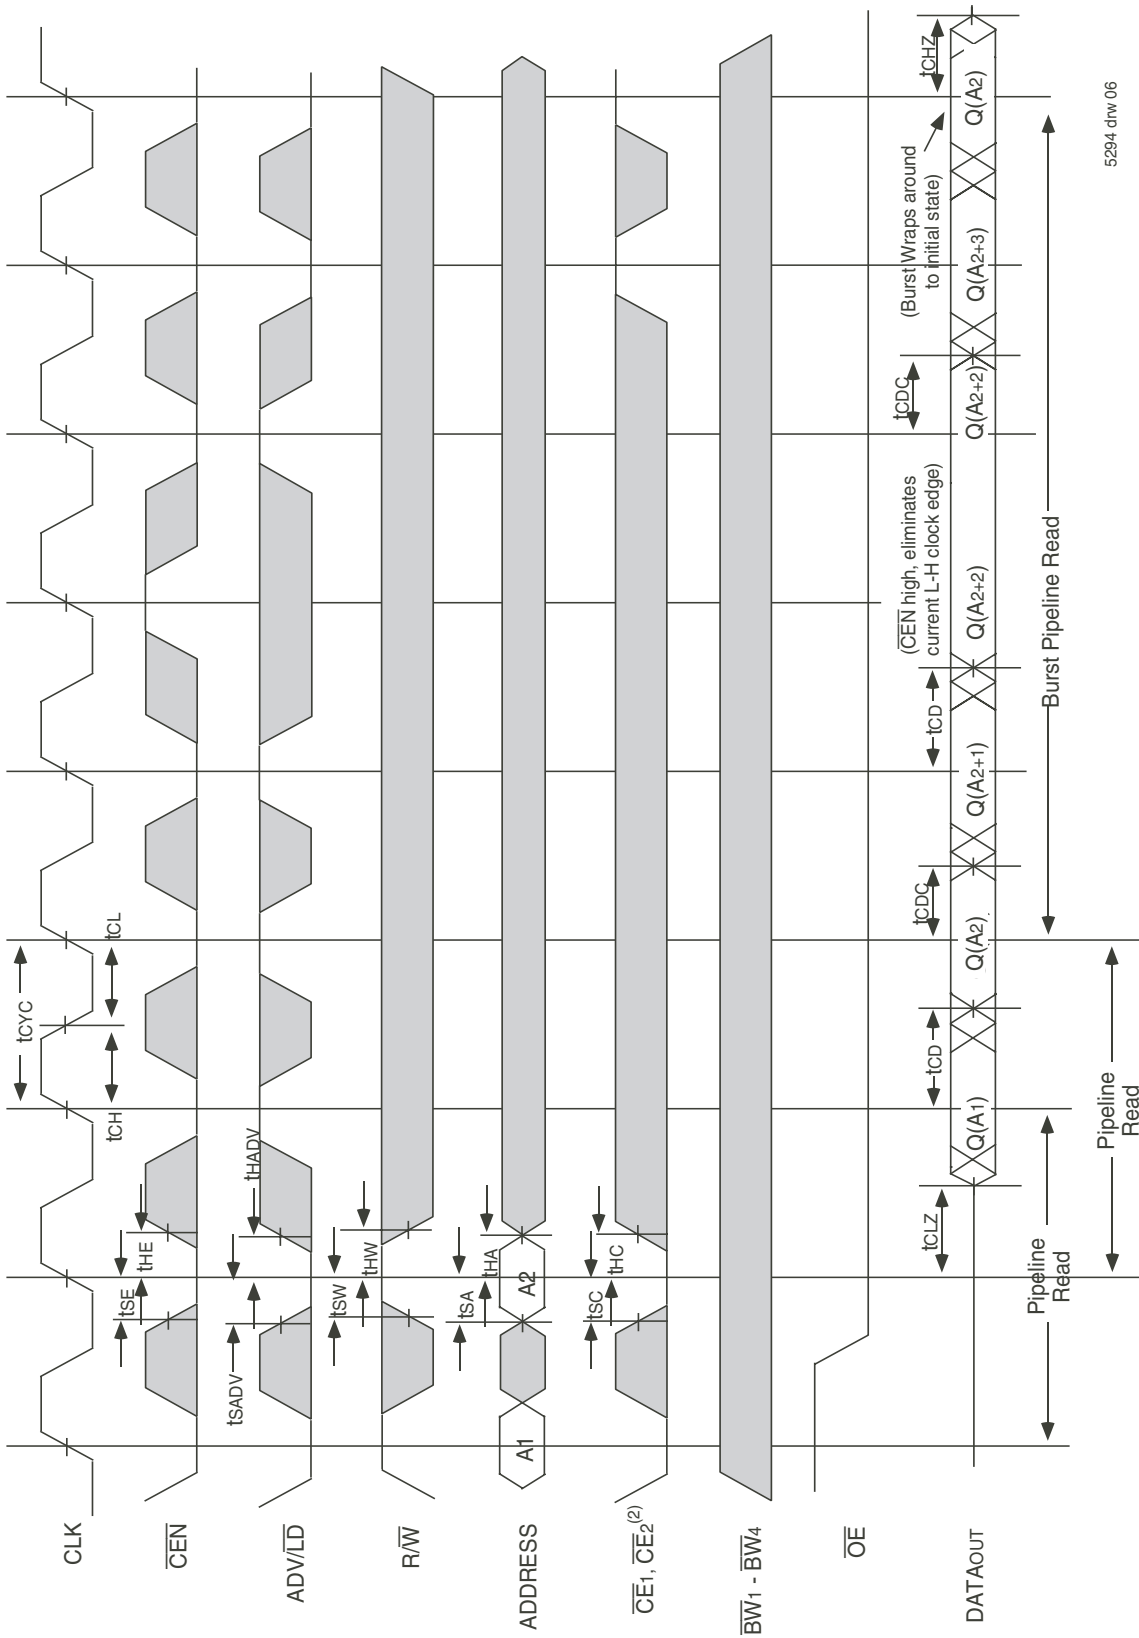 CLK
tCYC
tCH
tCL
CEN
tSE
tHE
ADV/LD
tSADV
tHADV
R/W
tSW
tHW
ADDRESS
A1
A2
tSA
tHA
CE1, CE2(2)
tSC
tHC
BW1 - BW4
OE
DATAOUT
tCLZ
Q(A1)
tCD
Q(A2)
tCDC
Q(A2+1)
tCD
(CEN high, eliminates
current L-H clock edge)
Q(A2+2)
Q(A2+2)
tCDC
Q(A2+3)
(Burst Wraps around
to initial state)
Q(A2)
tCHZ
Pipeline
Read
Pipeline
Read
Burst Pipeline Read
5294 drw 06